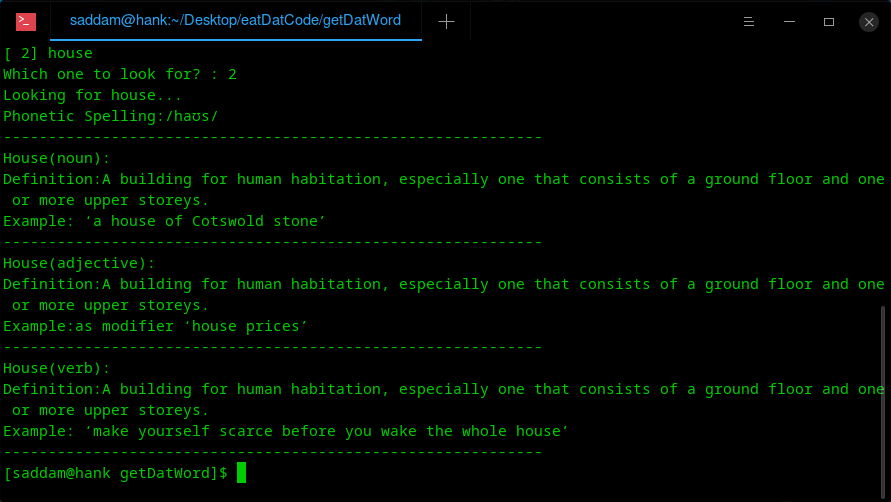 saddam@hank:~/Desktop/eatDatCode/getDatWord
[ 2] house
Which one to look for? : 2
Looking for house...
Phonetic Spelling:/haʊs/
------------------------------------------------------------
House(noun):
Definition:A building for human habitation, especially one that consists of a ground floor and one
or more upper storeys.
Example: ‘a house of Cotswold stone’
------------------------------------------------------------
House(adjective):
Definition:A building for human habitation, especially one that consists of a ground floor and one
or more upper storeys.
Example:as modifier ‘house prices’
------------------------------------------------------------
House(verb):
Definition:A building for human habitation, especially one that consists of a ground floor and one
or more upper storeys.
Example: ‘make yourself scarce before you wake the whole house’
------------------------------------------------------------
[saddam@hank getDatWord]$